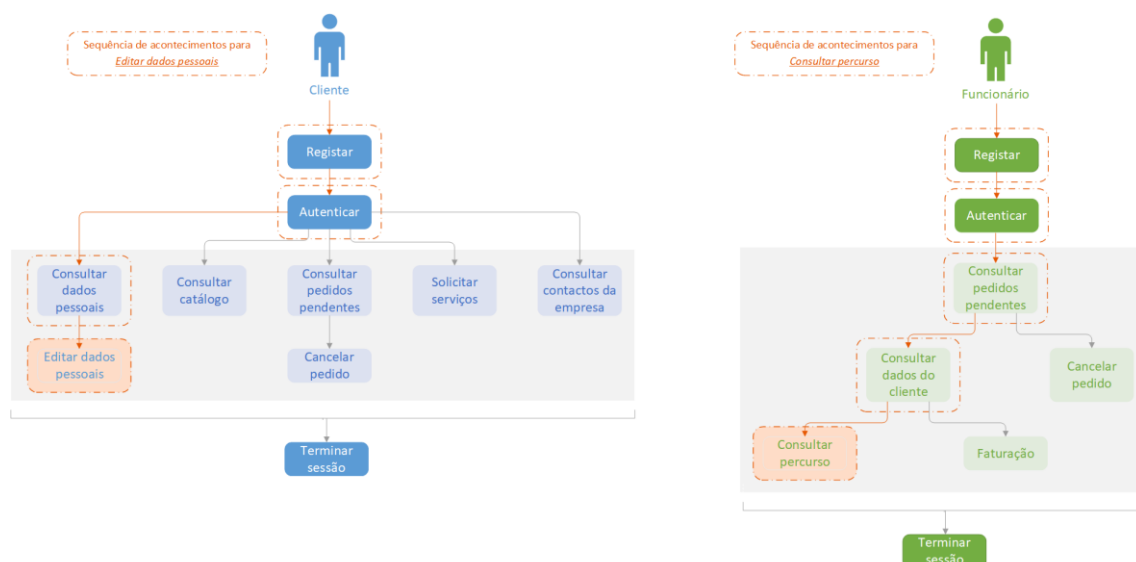 Sequência de acontecimentos para
Editar dados pessoais
Cliente
Registar
Autenticar
Consultar
dados
pessoais
Consultar
catálogo
Consultar
pedidos
pendentes
Solicitar
serviços
Consultar
contactos da
empresa
Editar dados
pessoais
Cancelar
pedido
Terminar
sessão
Sequência de acontecimentos para
Consultar percurso
Funcionário
Registar
Autenticar
Consultar
pedidos
pendentes
Consultar
dados do
cliente
Cancelar
pedido
Consultar
percurso
Faturação
Terminar
sessão